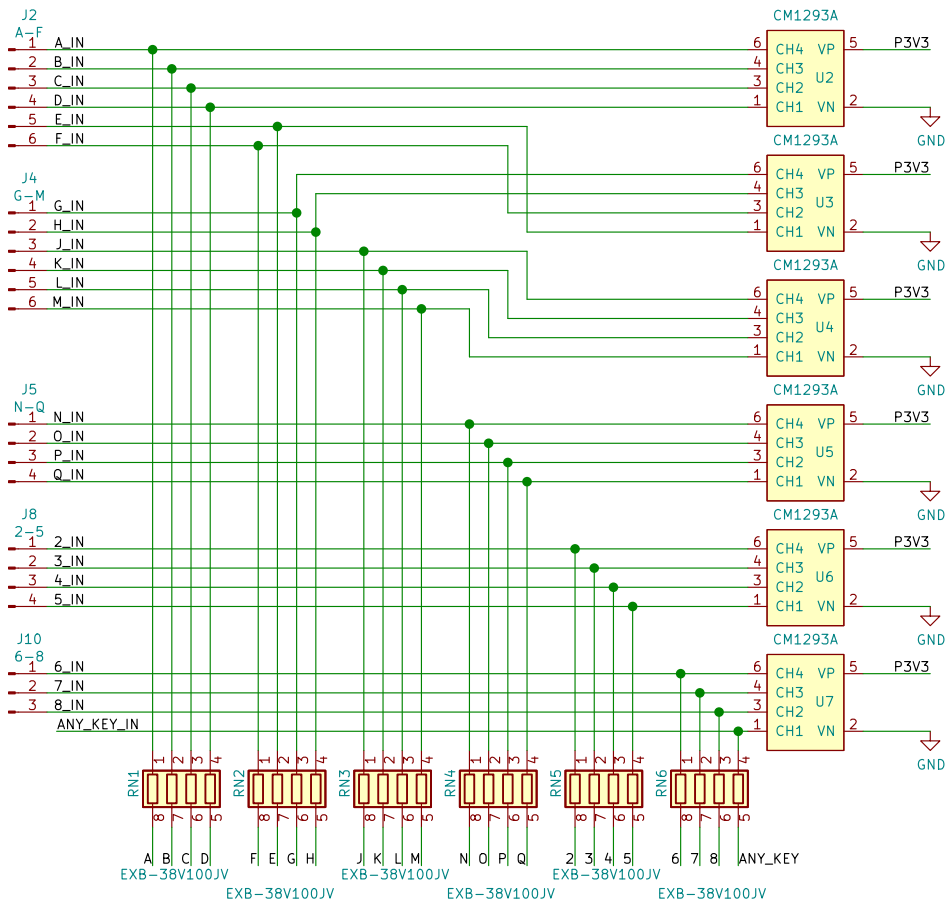 J2
A-F
1 A_IN
2 B_IN
3 C_IN
4 D_IN
5 E_IN
6 F_IN
CM1293A
6 CH4 VP 5 P3V3
4 CH3
U2
3 CH2
1 CH1 VN 2
GND
CM1293A
6 CH4 VP 5 P3V3
4 CH3
U3
3 CH2
1 CH1 VN 2
GND
J4
G-M
1 G_IN
2 H_IN
3 J_IN
4 K_IN
5 L_IN
6 M_IN
CM1293A
6 CH4 VP 5 P3V3
4 CH3
U4
3 CH2
1 CH1 VN 2
GND
J5
N-Q
1 N_IN
2 O_IN
3 P_IN
4 Q_IN
CM1293A
6 CH4 VP 5 P3V3
4 CH3
U5
3 CH2
1 CH1 VN 2
GND
J8
2-5
1 2_IN
2 3_IN
3 4_IN
4 5_IN
CM1293A
6 CH4 VP 5 P3V3
4 CH3
U6
3 CH2
1 CH1 VN 2
GND
J10
6-8
1 6_IN
2 7_IN
3 8_IN
ANY_KEY_IN
CM1293A
6 CH4 VP 5 P3V3
4 CH3
U7
3 CH2
1 CH1 VN 2
GND
1 2 3 4
RN1
8 7 6 5
A B C D
EXB-38V100JV
1 2 3 4
RN2
8 7 6 5
F E G H
EXB-38V100JV
1 2 3 4
RN3
8 7 6 5
J K L M
EXB-38V100JV
1 2 3 4
RN4
8 7 6 5
N O P Q
EXB-38V100JV
1 2 3 4
RN5
8 7 6 5
2 3 4 5
EXB-38V100JV
1 2 3 4
RN6
8 7 6 5
6 7 8 ANY_KEY
EXB-38V100JV